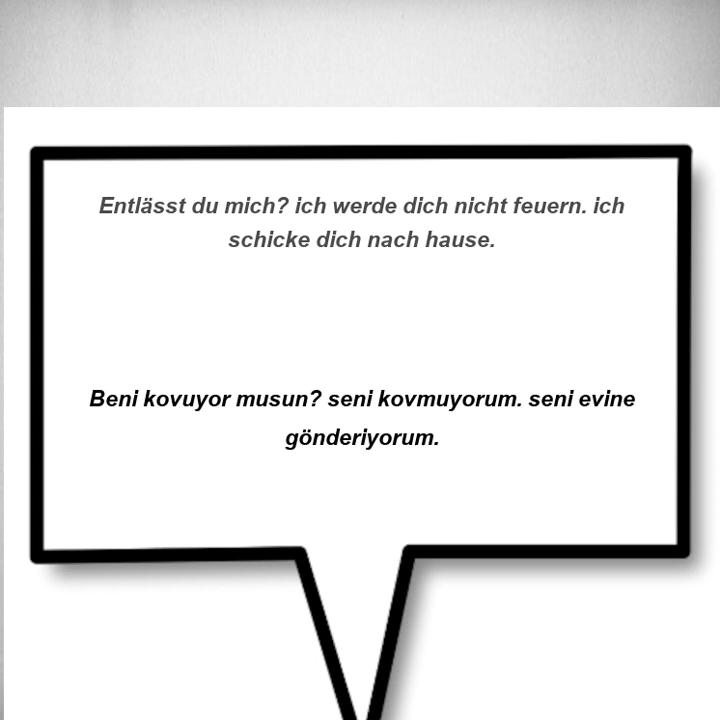 Entlässt du mich? ich werde dich nicht feuern. ich
schicke dich nach hause.
Beni kovuyor musun? seni kovmuyorum. seni evine
gönderiyorum.